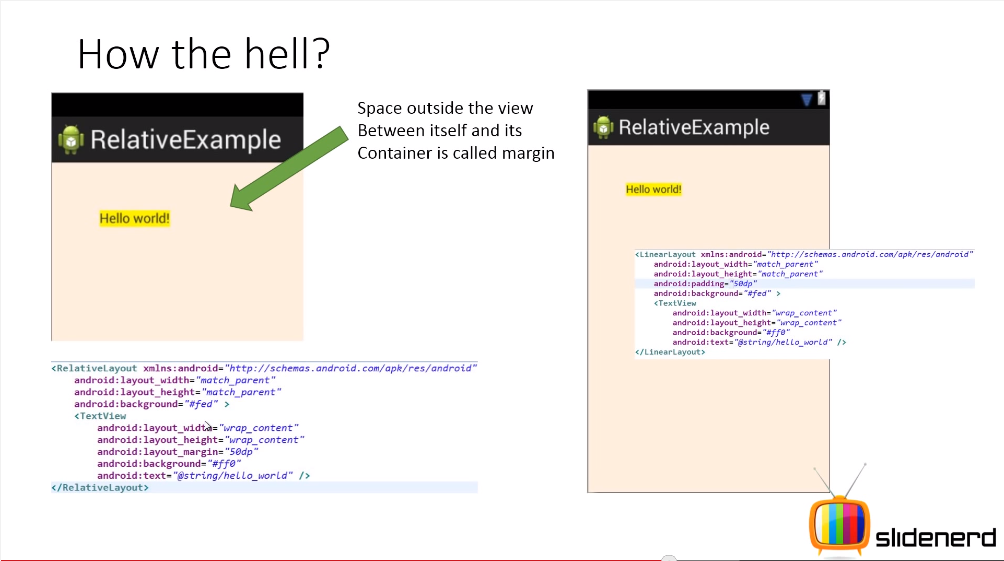 How the hell?
RelativeExample
Hello world!
Space outside the view
Between itself and its
Container is called margin
<RelativeLayout xmlns:android="http://schemas.android.com/apk/res/android"
android:layout_width="match_parent"
android:layout_height="match_parent"
android:background="#fed" >
<TextView
android:layout_width="wrap_content"
android:layout_height="wrap_content"
android:layout_margin="50dp"
android:background="#ff0"
android:text="@string/hello_world" />
</RelativeLayout>
RelativeExample
Hello world!
<LinearLayout xmlns:android="http://schemas.android.com/apk/res/android"
android:layout_width="match_parent"
android:layout_height="match_parent"
android:padding="50dp"
android:background="#fed" >
<TextView
android:layout_width="wrap_content"
android:layout_height="wrap_content"
android:background="#ff0"
android:text="@string/hello_world" />
</LinearLayout>
slidenerd